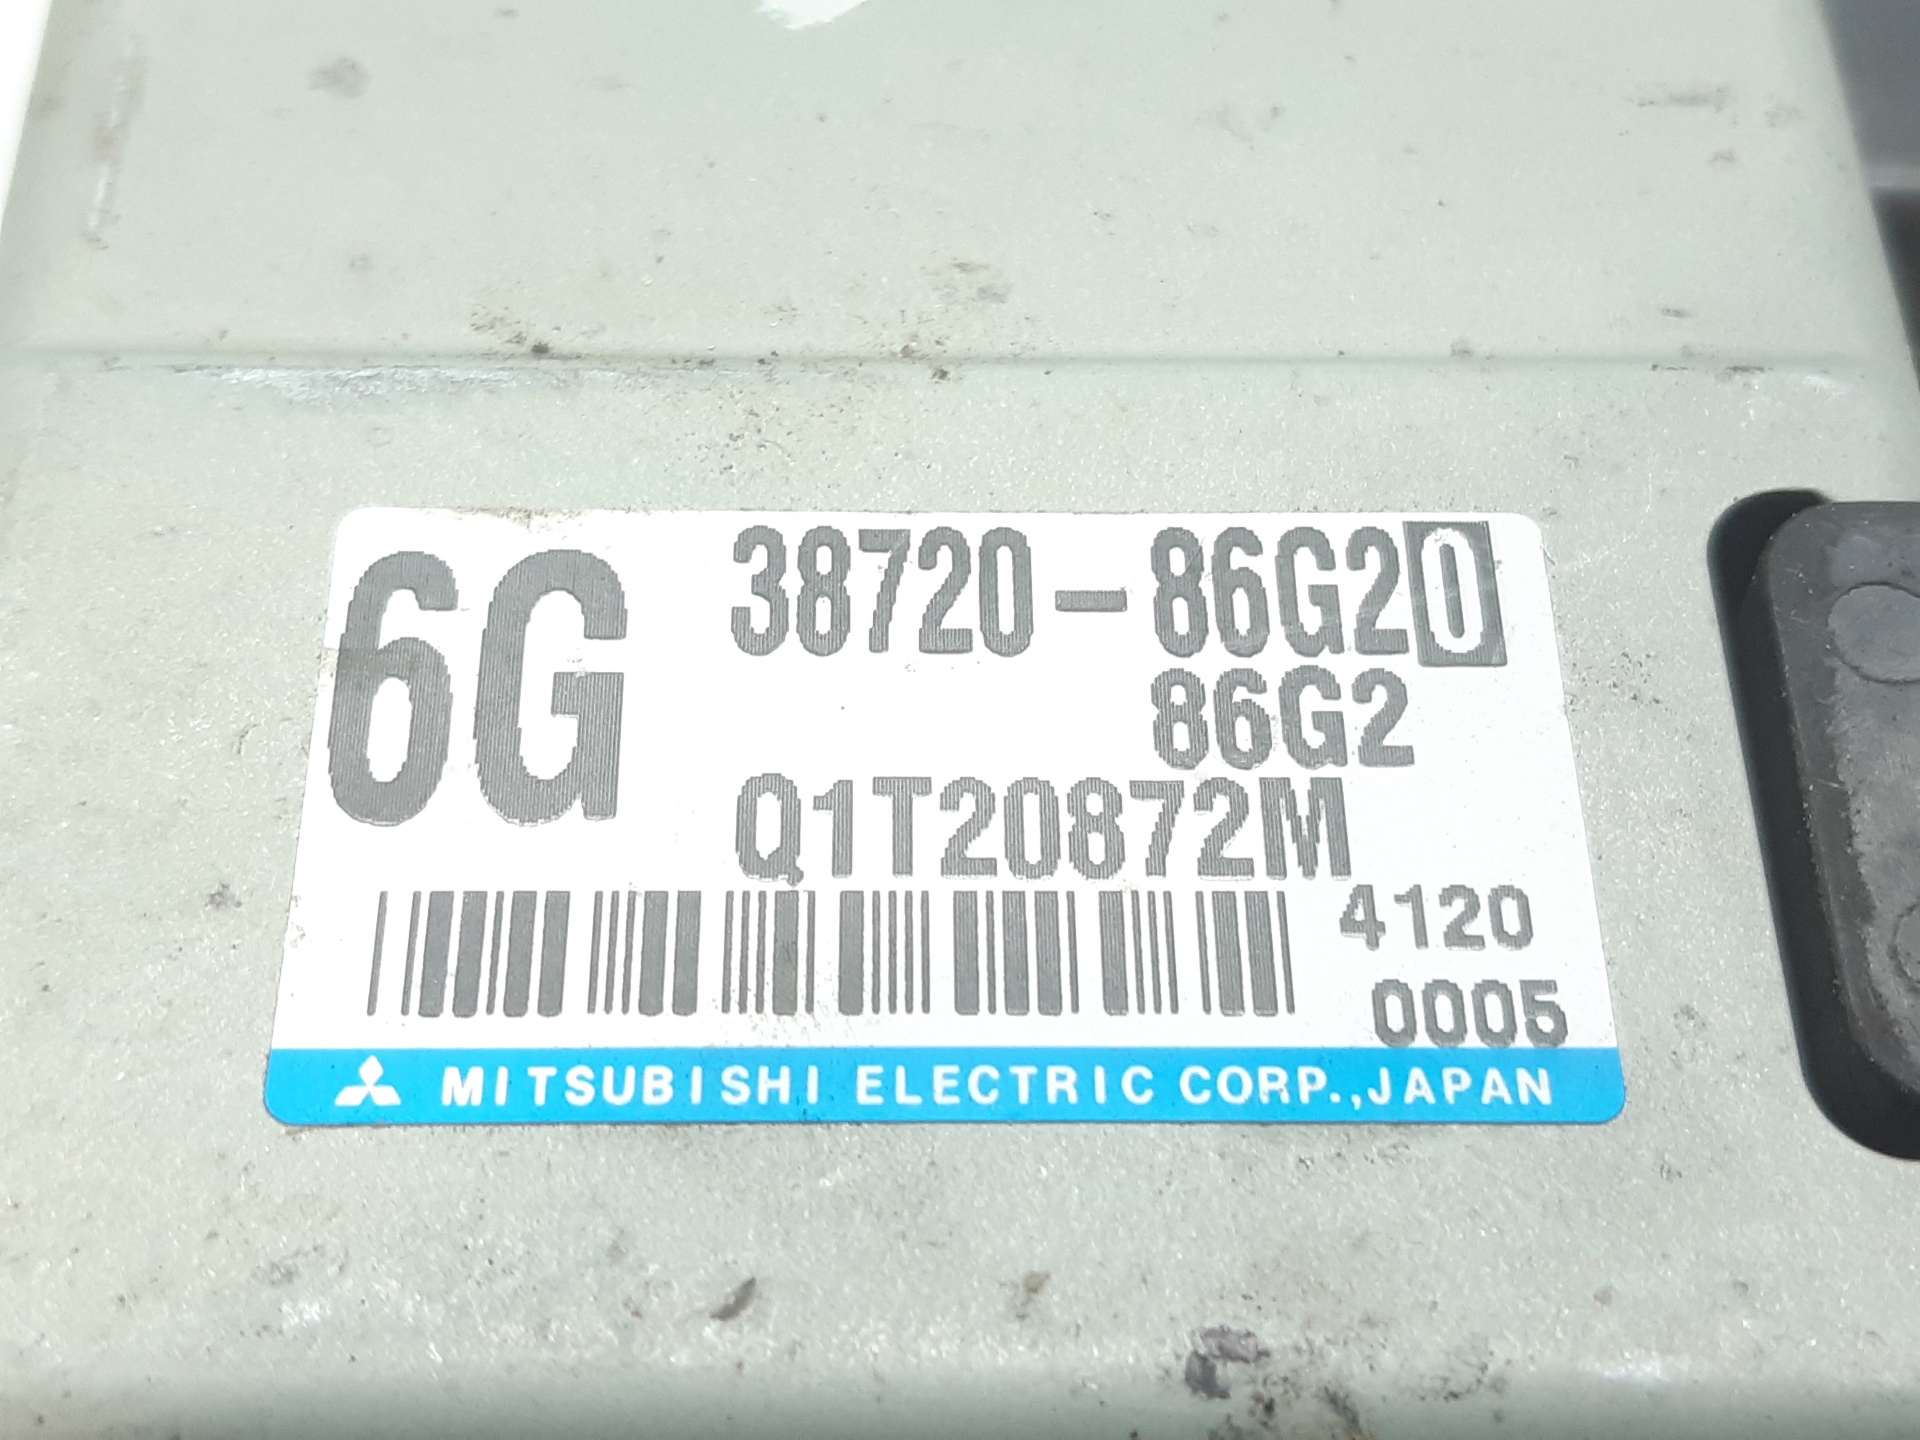 6G
38720-86G20
86G2
Q1T20872M
4120
0005
MITSUBISHI ELECTRIC CORP.,JAPAN